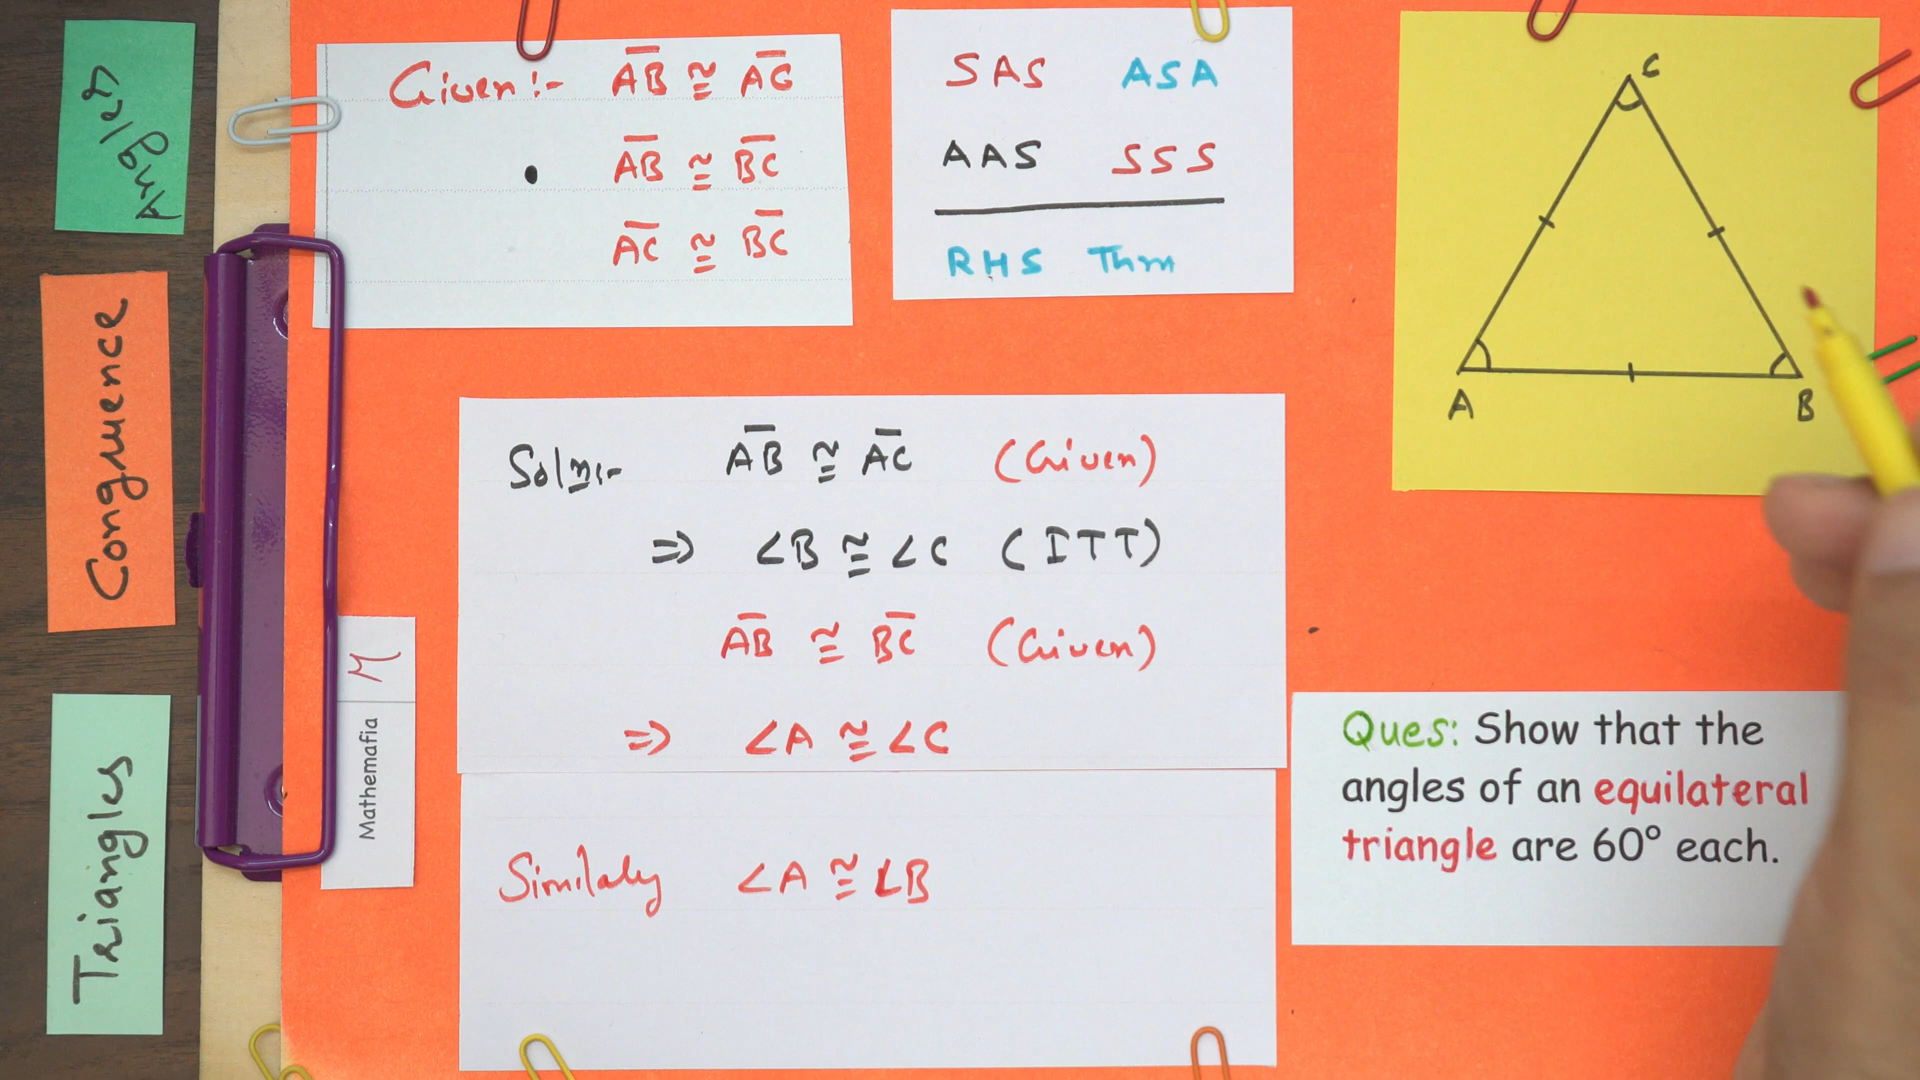 Angles
Congruence
Triangles
Given:- AB ≅ AC
AB ≅ BC
AC ≅ BC
SAS ASA
AAS SSS
RHS Thm
C
A B
Soln:- AB ≅ AC (Given)
⇒ ∠B ≅ ∠C (ITT)
AB ≅ BC (Given)
⇒ ∠A ≅ ∠C
Similaly ∠A ≅ ∠B
M
Mathemafia
Ques: Show that the
angles of an equilateral
triangle are 60° each.